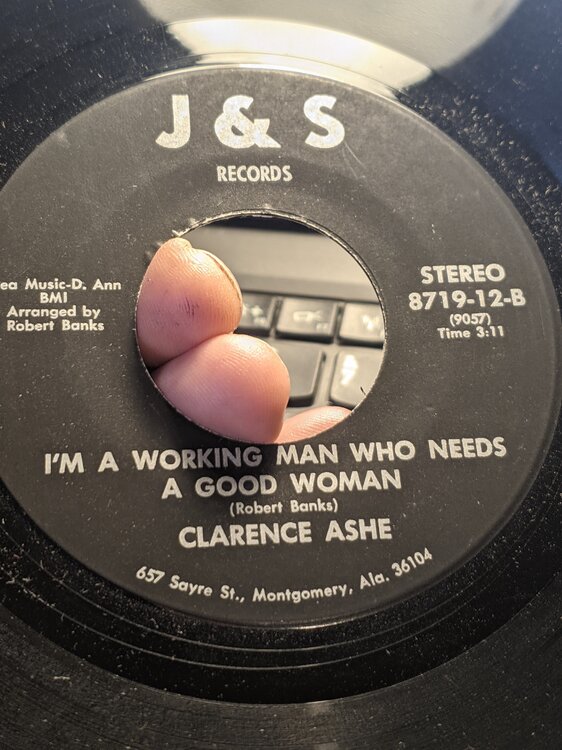 J & S
RECORDS
ea Music-D. Ann
BMI
Arranged by
Robert Banks
STEREO
8719-12-B
(9057)
Time 3:11
I'M A WORKING MAN WHO NEEDS
A GOOD WOMAN
(Robert Banks)
CLARENCE ASHE
657 Sayre St., Montgomery, Ala. 36104